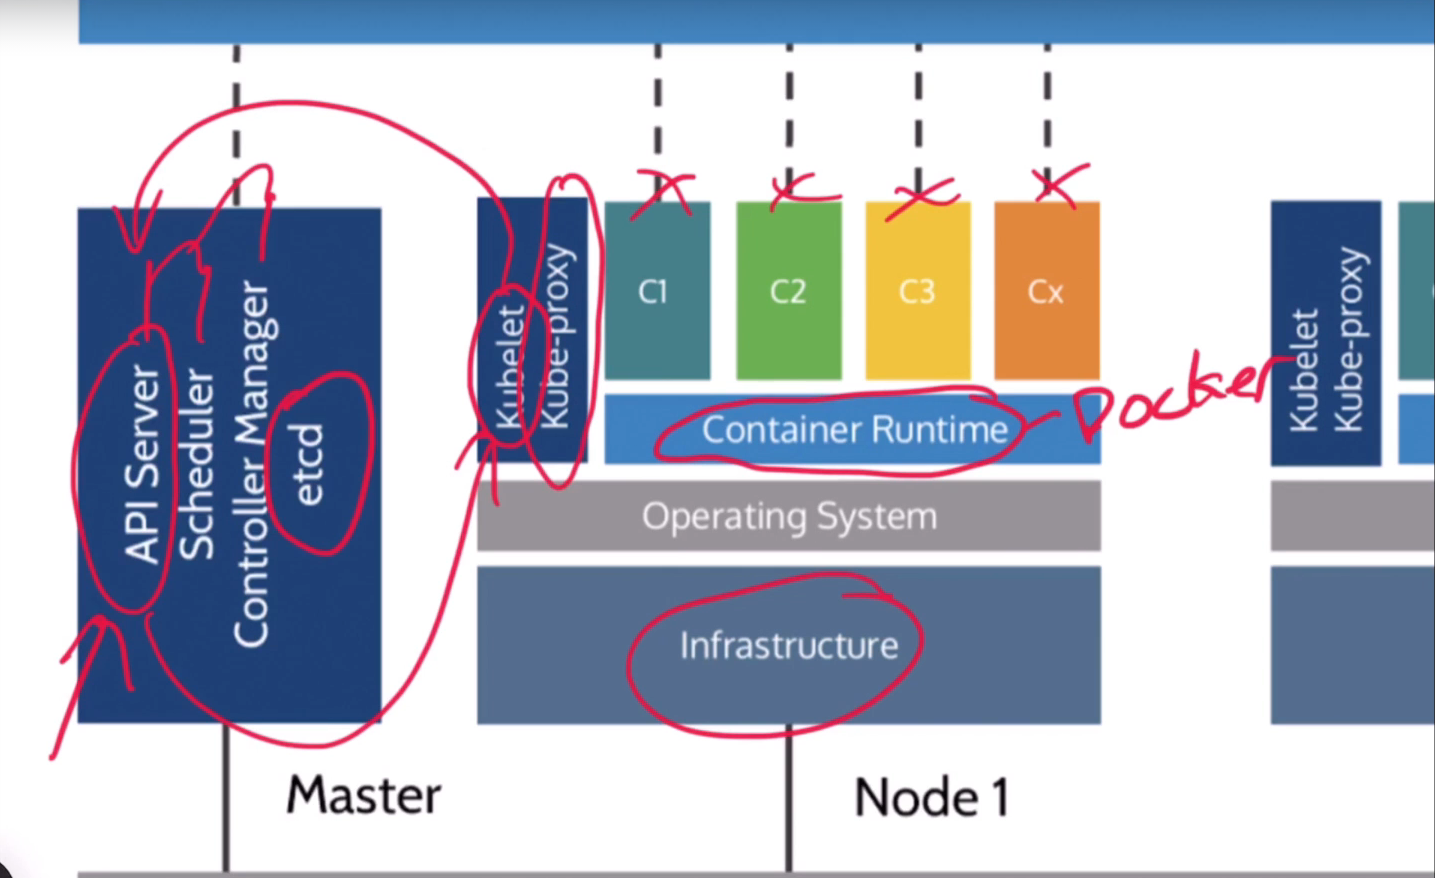 API Server
Scheduler
Controller Manager
etcd
Kubelet
Kube-proxy
C1
C2
C3
Cx
Container Runtime
Docker
Operating System
Infrastructure
Kubelet
Kube-proxy
Master
Node 1